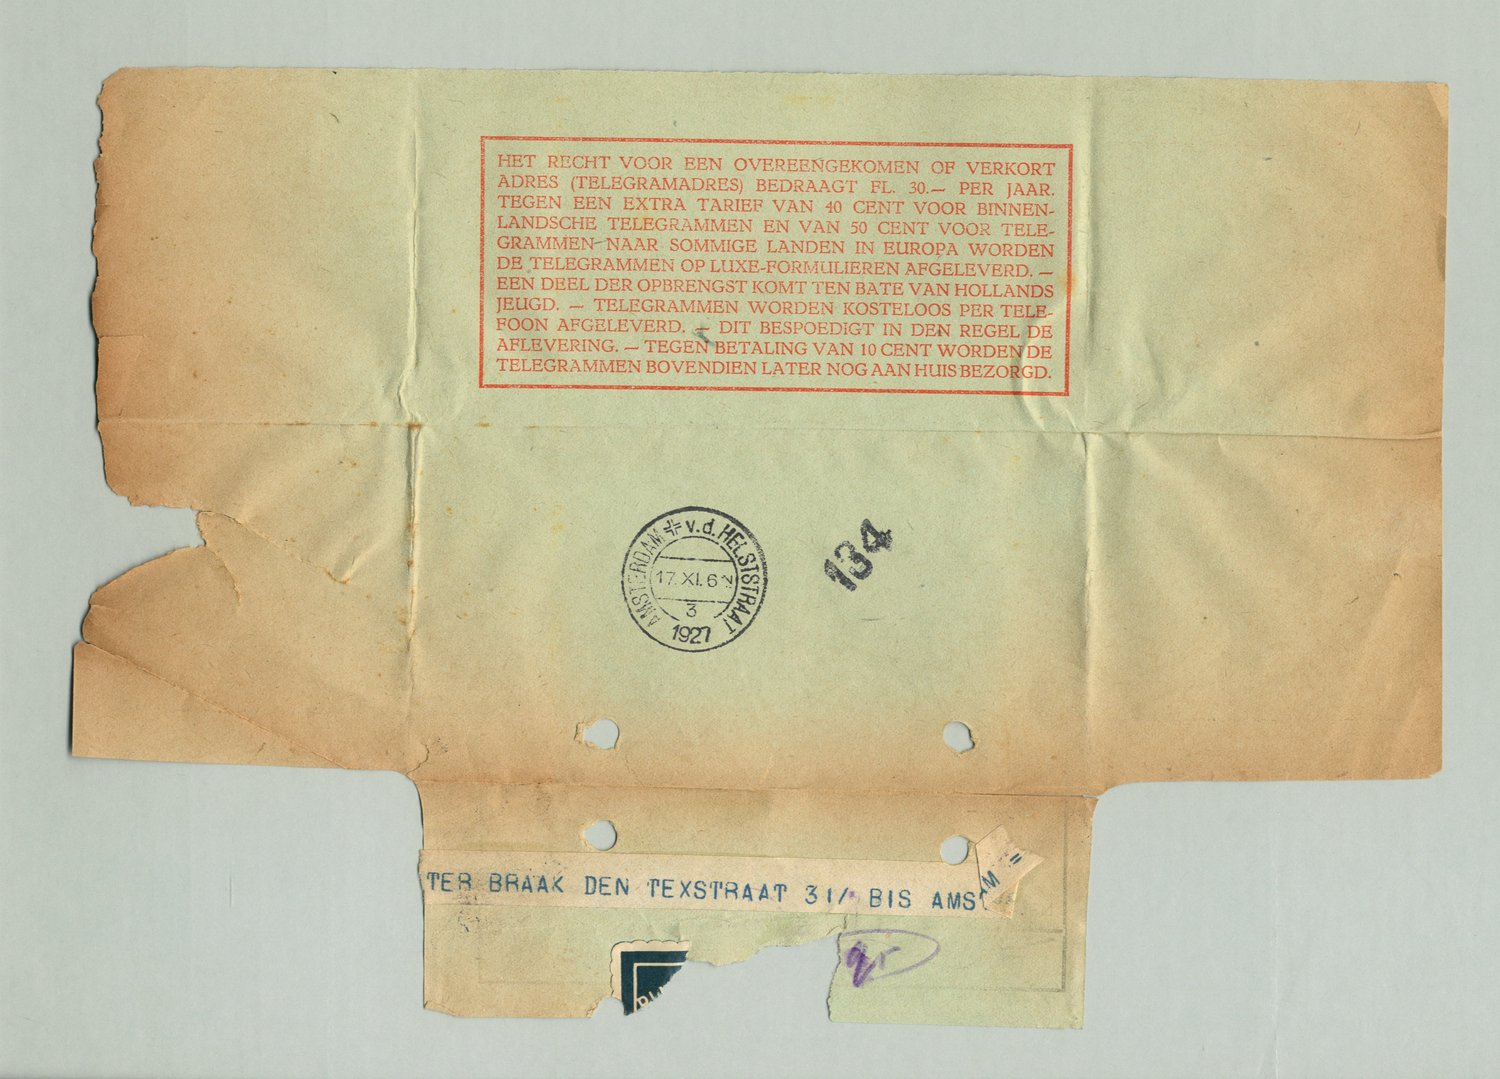 HET RECHT VOOR EEN OVEREENGEKOMEN OF VERKORT
ADRES (TELEGRAMADRES) BEDRAAGT FL. 30.— PER JAAR.
TEGEN EEN EXTRA TARIEF VAN 40 CENT VOOR BINNEN-
LANDSCHE TELEGRAMMEN EN VAN 50 CENT VOOR TELE-
GRAMMEN NAAR SOMMIGE LANDEN IN EUROPA WORDEN
DE TELEGRAMMEN OP LUXE-FORMULIEREN AFGELEVERD. —
EEN DEEL DER OPBRENGST KOMT TEN BATE VAN HOLLANDS
JEUGD. — TELEGRAMMEN WORDEN KOSTELOOS PER TELE-
FOON AFGELEVERD. — DIT BESPOEDIGT IN DEN REGEL DE
AFLEVERING. — TEGEN BETALING VAN 10 CENT WORDEN DE
TELEGRAMMEN BOVENDIEN LATER NOG AAN HUIS BEZORGD.
AMSTERDAM v.d. HELSTSTRAAT
17.XI.6 N
3
1927
134
TER BRAAK DEN TEXSTRAAT 31/ BIS AMS
AM =